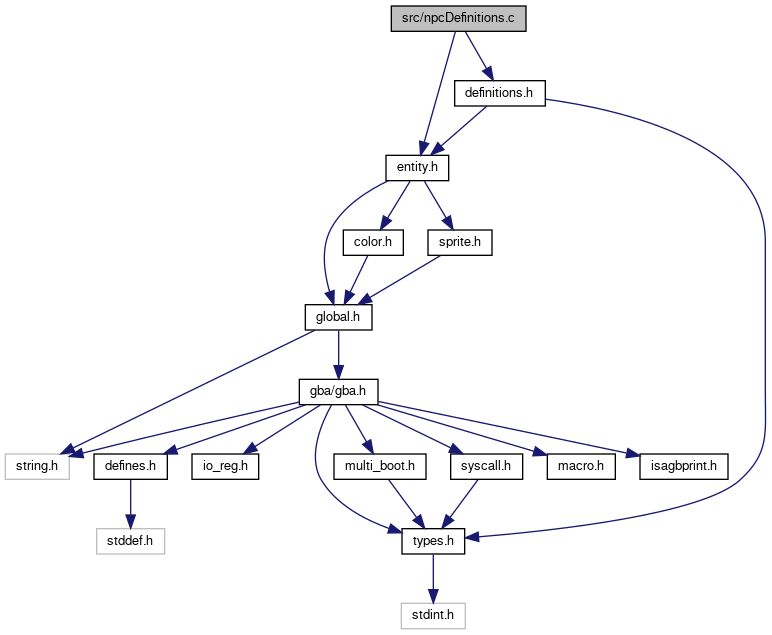 src/npcDefinitions.c
definitions.h
entity.h
color.h
sprite.h
global.h
gba/gba.h
string.h
defines.h
io_reg.h
multi_boot.h
syscall.h
macro.h
isagbprint.h
stddef.h
types.h
stdint.h